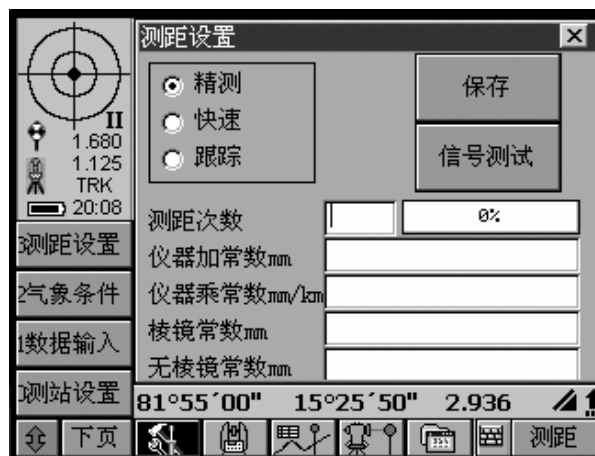 测距设置
精测
快速
跟踪
保存
信号测试
II
1.680
1.125
TRK
20:08
测距次数
0%
仪器加常数mm
仪器乘常数mm/km
棱镜常数mm
无棱镜常数mm
3测距设置
2气象条件
1数据输入
测站设置
81°55′00" 15°25′50" 2.936
下页
测距